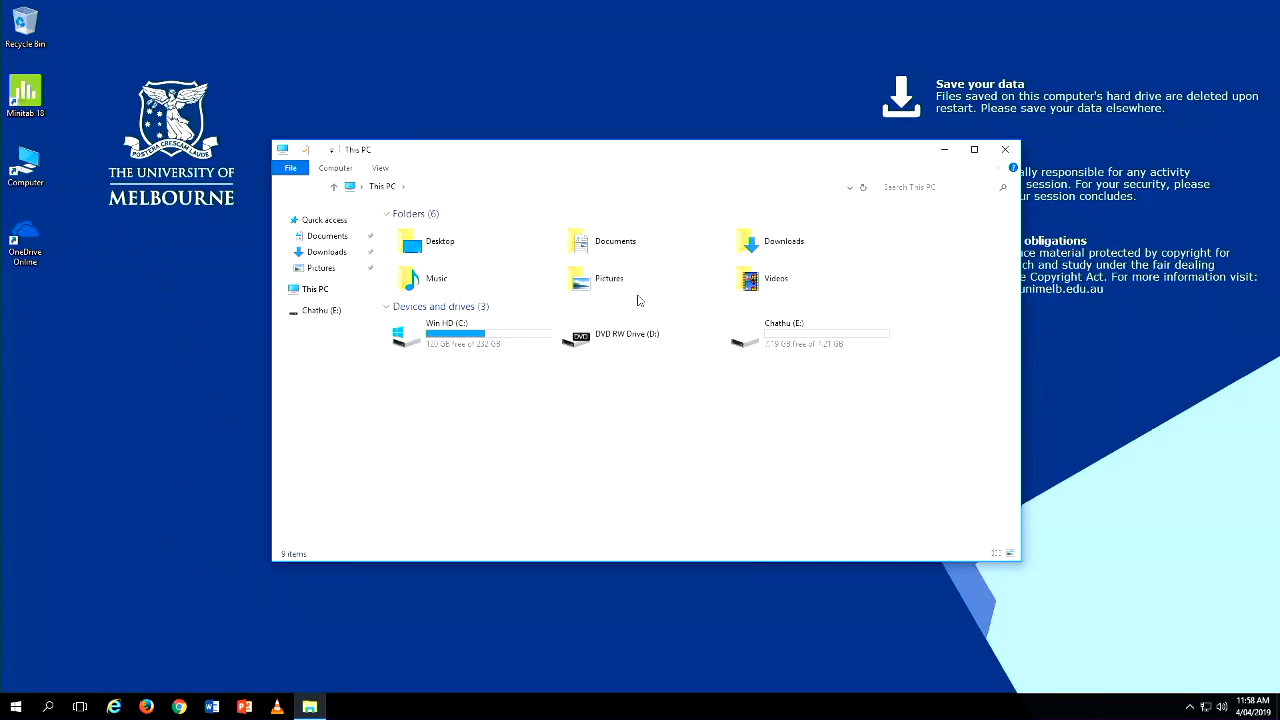 Recycle Bin
Minitab 18
Computer
OneDrive
Online
POSTERA CRESCAM LAUDE
THE UNIVERSITY OF
MELBOURNE
Save your data
Files saved on this computer's hard drive are deleted upon
restart. Please save your data elsewhere.
ally responsible for any activity
session. For your security, please
ur session concludes.
obligations
ce material protected by copyright for
ch and study under the fair dealing
e Copyright Act. For more information visit:
unimelb.edu.au
This PC
File
Computer
View
This PC
Search This PC
Quick access
Documents
Downloads
Pictures
This PC
Chathu (E:)
Folders (6)
Desktop
Documents
Downloads
Music
Pictures
Videos
Devices and drives (3)
Win HD (C:)
120 GB free of 232 GB
DVD
DVD RW Drive (D:)
Chathu (E:)
7.19 GB free of 7.21 GB
9 items
11:58 AM
4/04/2019